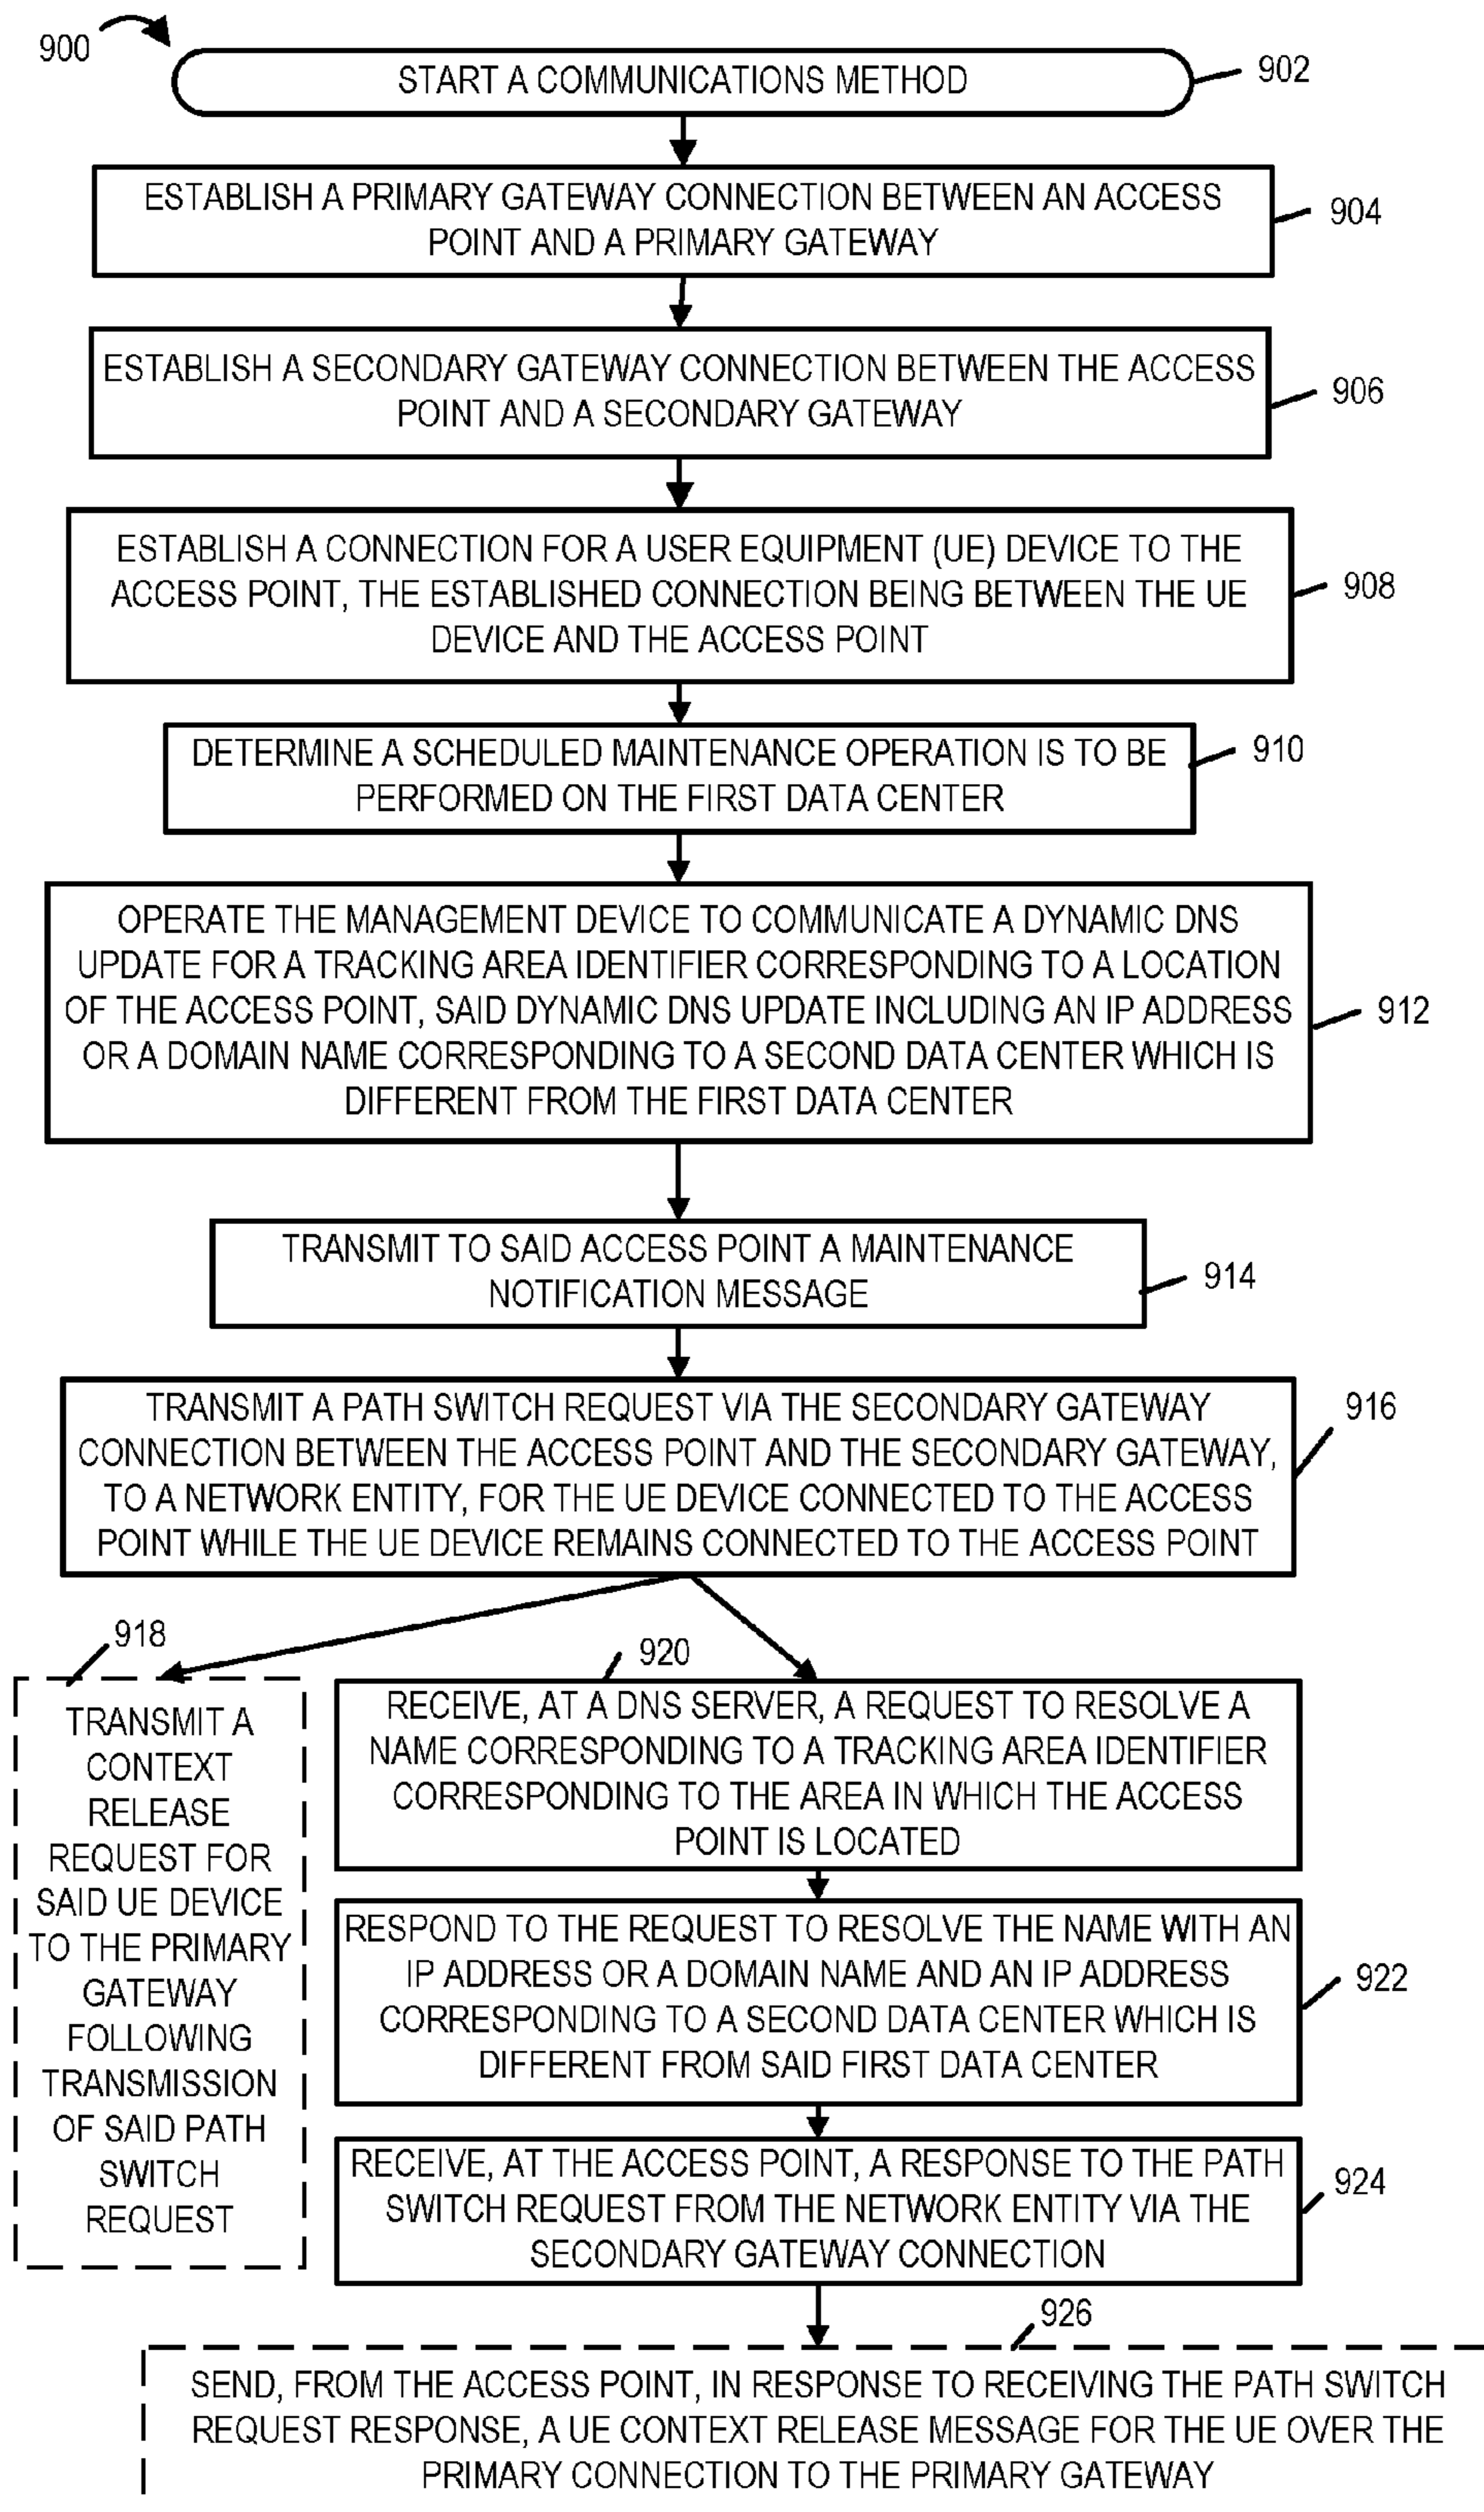 900
START A COMMUNICATIONS METHOD
902
ESTABLISH A PRIMARY GATEWAY CONNECTION BETWEEN AN ACCESS
POINT AND A PRIMARY GATEWAY
904
ESTABLISH A SECONDARY GATEWAY CONNECTION BETWEEN THE ACCESS
POINT AND A SECONDARY GATEWAY
906
ESTABLISH A CONNECTION FOR A USER EQUIPMENT (UE) DEVICE TO THE
ACCESS POINT, THE ESTABLISHED CONNECTION BEING BETWEEN THE UE
DEVICE AND THE ACCESS POINT
908
DETERMINE A SCHEDULED MAINTENANCE OPERATION IS TO BE
PERFORMED ON THE FIRST DATA CENTER
910
OPERATE THE MANAGEMENT DEVICE TO COMMUNICATE A DYNAMIC DNS
UPDATE FOR A TRACKING AREA IDENTIFIER CORRESPONDING TO A LOCATION
OF THE ACCESS POINT, SAID DYNAMIC DNS UPDATE INCLUDING AN IP ADDRESS
OR A DOMAIN NAME CORRESPONDING TO A SECOND DATA CENTER WHICH IS
DIFFERENT FROM THE FIRST DATA CENTER
912
TRANSMIT TO SAID ACCESS POINT A MAINTENANCE
NOTIFICATION MESSAGE
914
TRANSMIT A PATH SWITCH REQUEST VIA THE SECONDARY GATEWAY
CONNECTION BETWEEN THE ACCESS POINT AND THE SECONDARY GATEWAY,
TO A NETWORK ENTITY, FOR THE UE DEVICE CONNECTED TO THE ACCESS
POINT WHILE THE UE DEVICE REMAINS CONNECTED TO THE ACCESS POINT
916
918
TRANSMIT A
CONTEXT
RELEASE
REQUEST FOR
SAID UE DEVICE
TO THE PRIMARY
GATEWAY
FOLLOWING
TRANSMISSION
OF SAID PATH
SWITCH
REQUEST
920
RECEIVE, AT A DNS SERVER, A REQUEST TO RESOLVE A
NAME CORRESPONDING TO A TRACKING AREA IDENTIFIER
CORRESPONDING TO THE AREA IN WHICH THE ACCESS
POINT IS LOCATED
RESPOND TO THE REQUEST TO RESOLVE THE NAME WITH AN
IP ADDRESS OR A DOMAIN NAME AND AN IP ADDRESS
CORRESPONDING TO A SECOND DATA CENTER WHICH IS
DIFFERENT FROM SAID FIRST DATA CENTER
922
RECEIVE, AT THE ACCESS POINT, A RESPONSE TO THE PATH
SWITCH REQUEST FROM THE NETWORK ENTITY VIA THE
SECONDARY GATEWAY CONNECTION
924
926
SEND, FROM THE ACCESS POINT, IN RESPONSE TO RECEIVING THE PATH SWITCH
REQUEST RESPONSE, A UE CONTEXT RELEASE MESSAGE FOR THE UE OVER THE
PRIMARY CONNECTION TO THE PRIMARY GATEWAY